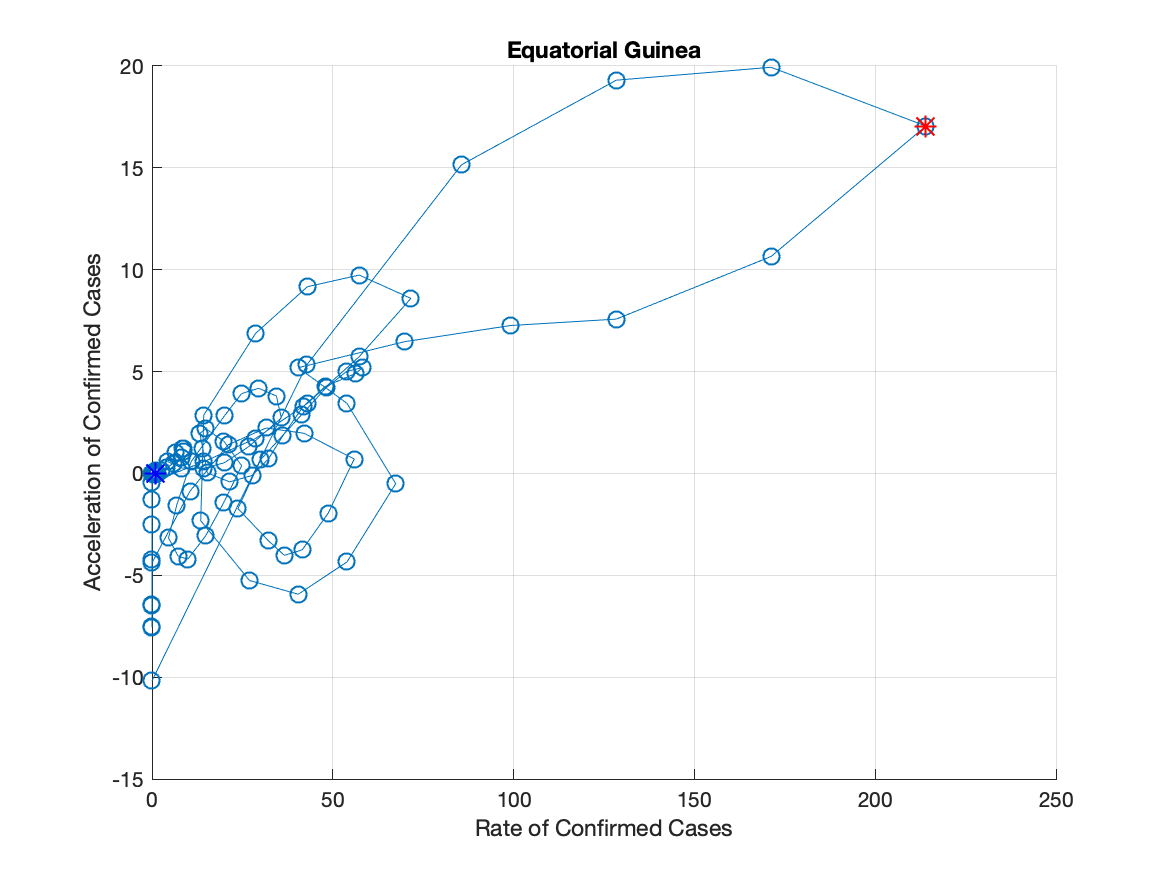 Equatorial Guinea
20
15
10
5
0
-5
-10
-15
0 50 100 150 200 250
Acceleration of Confirmed Cases
Rate of Confirmed Cases